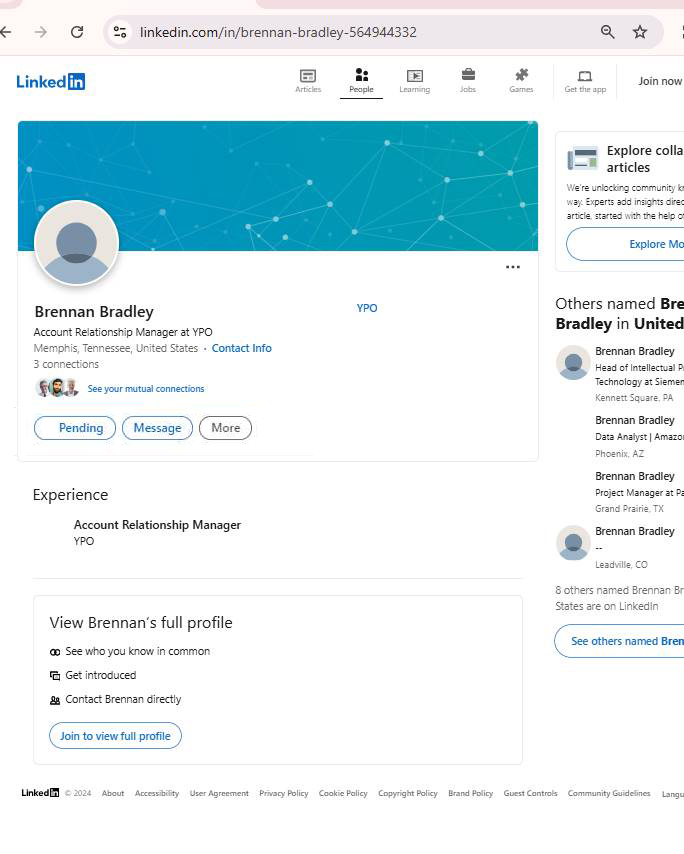 linkedin.com/in/brennan-bradley-564944332
Linked in
Articles
People
Learning
Jobs
Games
Get the app
Join now
Brennan Bradley
YPO
Account Relationship Manager at YPO
Memphis, Tennessee, United States · Contact Info
3 connections
See your mutual connections
Pending
Message
More
Experience
Account Relationship Manager
YPO
View Brennan's full profile
See who you know in common
Get introduced
Contact Brennan directly
Join to view full profile
Explore colla
articles
We're unlocking community kn
way. Experts add insights direc
article, started with the help of
Explore Mo
Others named Bre
Bradley in United
Brennan Bradley
Head of Intellectual P
Technology at Siemen
Kennett Square, PA
Brennan Bradley
Data Analyst | Amazo
Phoenix, AZ
Brennan Bradley
Project Manager at Pa
Grand Prairie, TX
Brennan Bradley
--
Leadville, CO
8 others named Brennan Br
States are on LinkedIn
See others named Bren
Linked in © 2024 About Accessibility User Agreement Privacy Policy Cookie Policy Copyright Policy Brand Policy Guest Controls Community Guidelines Langu